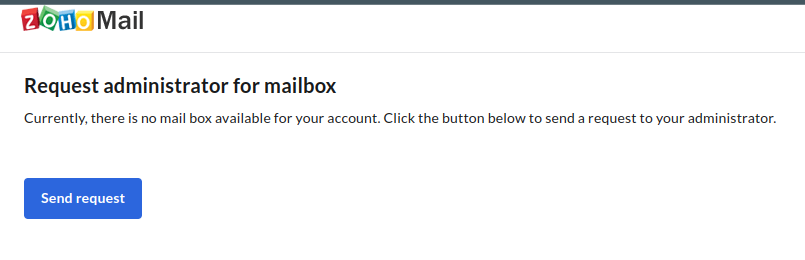 ZOHO Mail
Request administrator for mailbox
Currently, there is no mail box available for your account. Click the button below to send a request to your administrator.
Send request